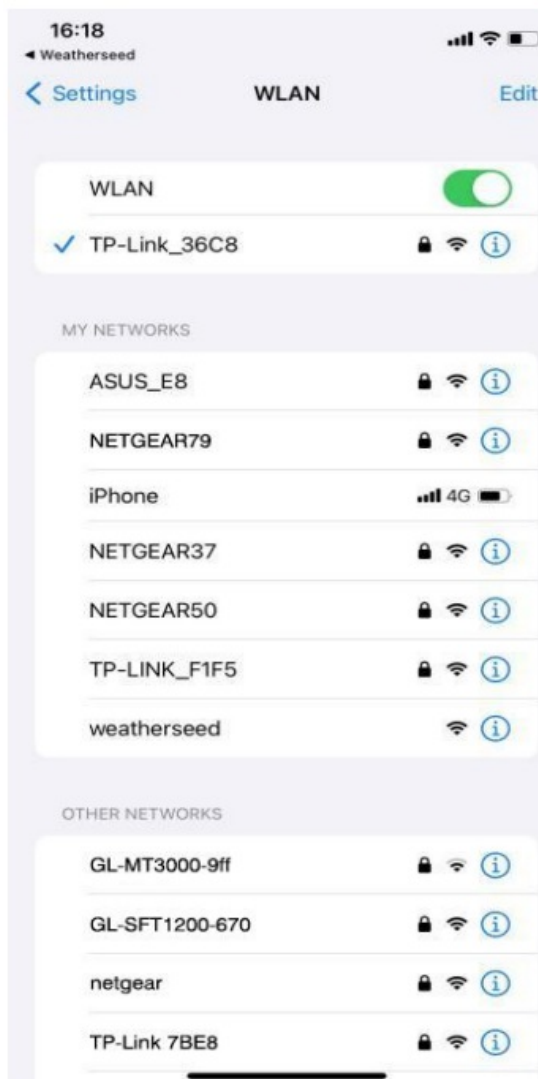 16:18
◀ Weatherseed
Settings
WLAN
Edit
WLAN
TP-Link_36C8
MY NETWORKS
ASUS_E8
NETGEAR79
iPhone
4G
NETGEAR37
NETGEAR50
TP-LINK_F1F5
weatherseed
OTHER NETWORKS
GL-MT3000-9ff
GL-SFT1200-670
netgear
TP-Link 7BE8